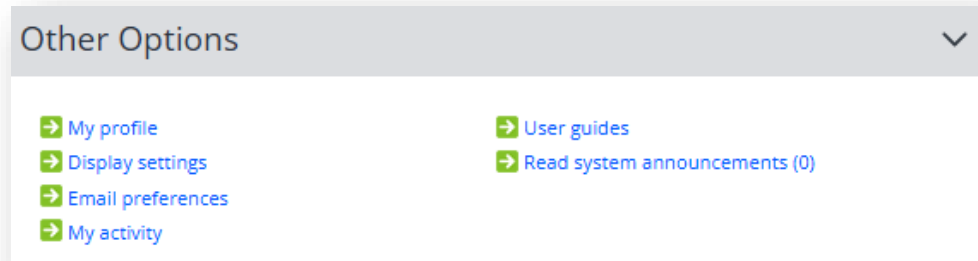 Other Options
My profile
Display settings
Email preferences
My activity
User guides
Read system announcements (0)